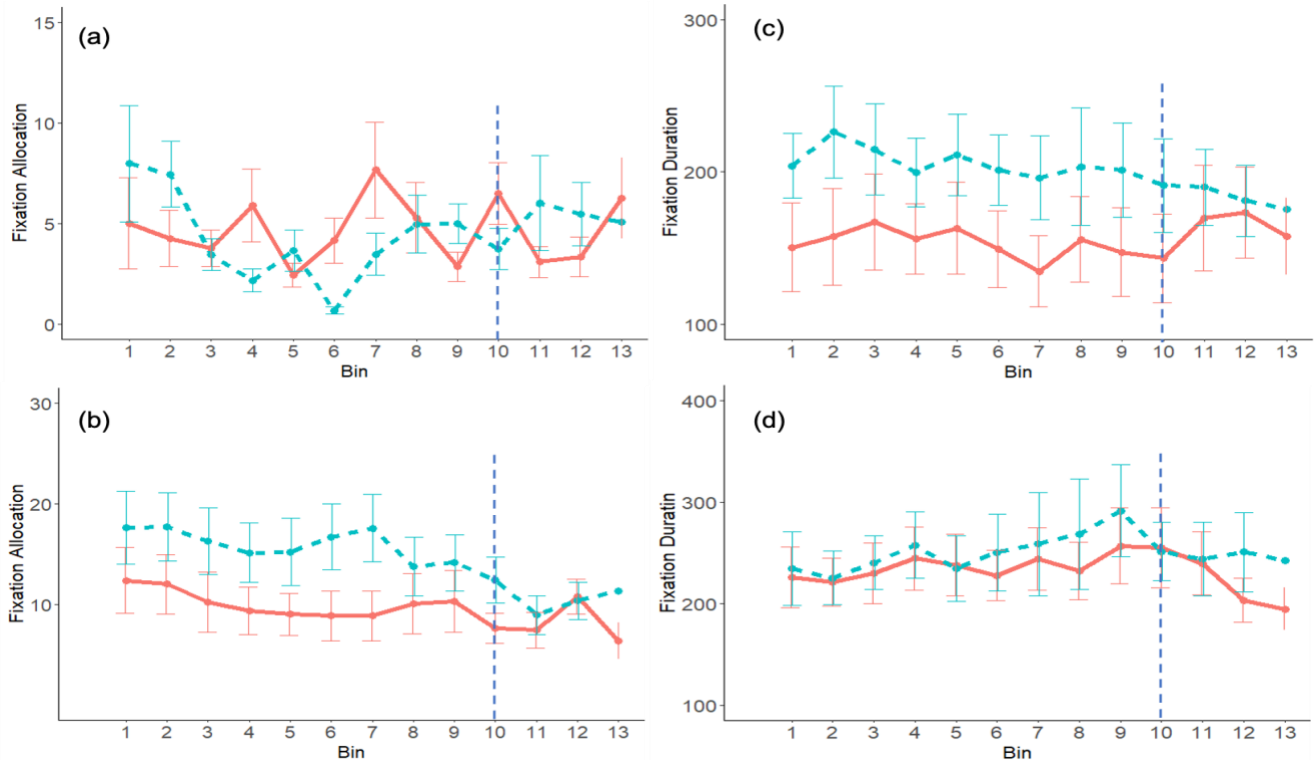 (a)
Fixation Allocation
15
10
5
0
1 2 3 4 5 6 7 8 9 10 11 12 13
Bin
(c)
Fixation Duration
300
200
100
1 2 3 4 5 6 7 8 9 10 11 12 13
Bin
(b)
Fixation Allocation
30
20
10
1 2 3 4 5 6 7 8 9 10 11 12 13
Bin
(d)
Fixation Duratin
400
300
200
100
1 2 3 4 5 6 7 8 9 10 11 12 13
Bin